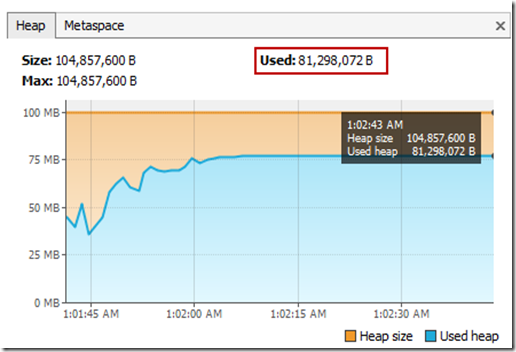 Heap Metaspace
Size: 104,857,600 B Used: 81,298,072 B
Max: 104,857,600 B
100 MB
75 MB
50 MB
25 MB
0 MB
1:02:43 AM
Heap size 104,857,600 B
Used heap 81,298,072 B
1:01:45 AM 1:02:00 AM 1:02:15 AM 1:02:30 AM
Heap size Used heap